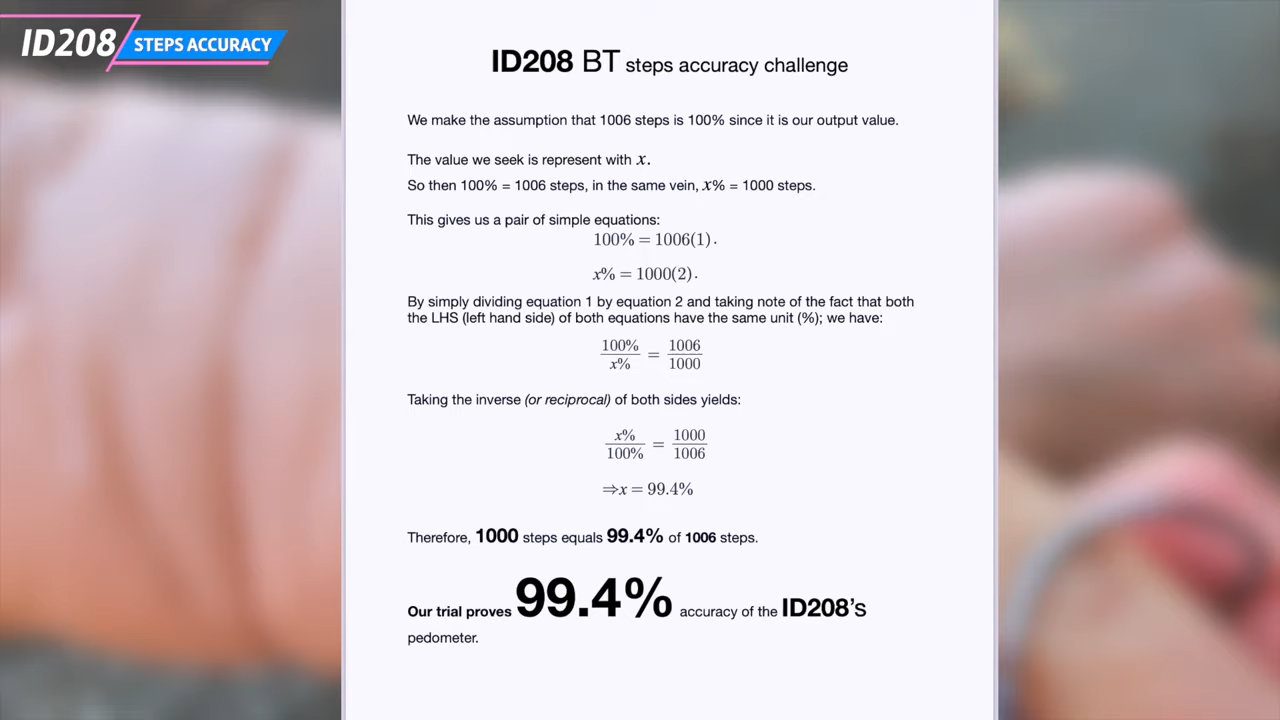 ID208 STEPS ACCURACY
ID208 BT steps accuracy challenge
We make the assumption that 1006 steps is 100% since it is our output value.
The value we seek is represent with x.
So then 100% = 1006 steps, in the same vein, x% = 1000 steps.
This gives us a pair of simple equations:
100% = 1006(1).
x% = 1000(2).
By simply dividing equation 1 by equation 2 and taking note of the fact that both
the LHS (left hand side) of both equations have the same unit (%); we have:
100%/x% = 1006/1000
Taking the inverse (or reciprocal) of both sides yields:
x%/100% = 1000/1006
⇒x = 99.4%
Therefore, 1000 steps equals 99.4% of 1006 steps.
Our trial proves 99.4% accuracy of the ID208's
pedometer.